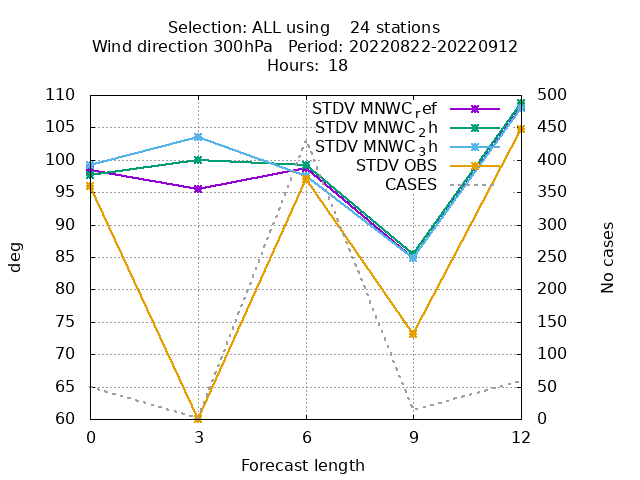 Selection: ALL using    24 stations
Wind direction 300hPa   Period: 20220822-20220912
Hours:  18
STDV MNWC_ref
STDV MNWC_2h
STDV MNWC_3h
STDV OBS
CASES
110
105
100
95
90
85
80
75
70
65
60
500
450
400
350
300
250
200
150
100
50
0
deg
No cases
0 3 6 9 12
Forecast length